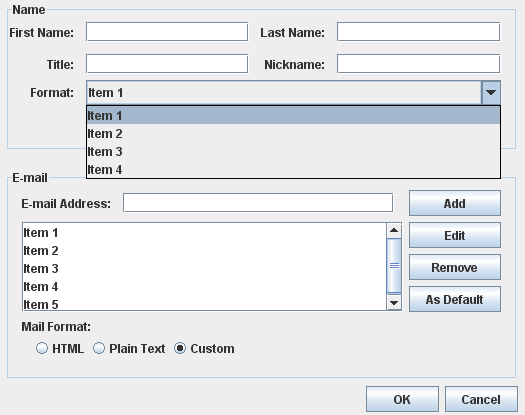 Name
First Name: Last Name:
Title: Nickname:
Format: Item 1
Item 1
Item 2
Item 3
Item 4
E-mail
E-mail Address: Add
Item 1 Edit
Item 2
Item 3 Remove
Item 4
Item 5 As Default
Mail Format:
HTML Plain Text Custom
OK Cancel